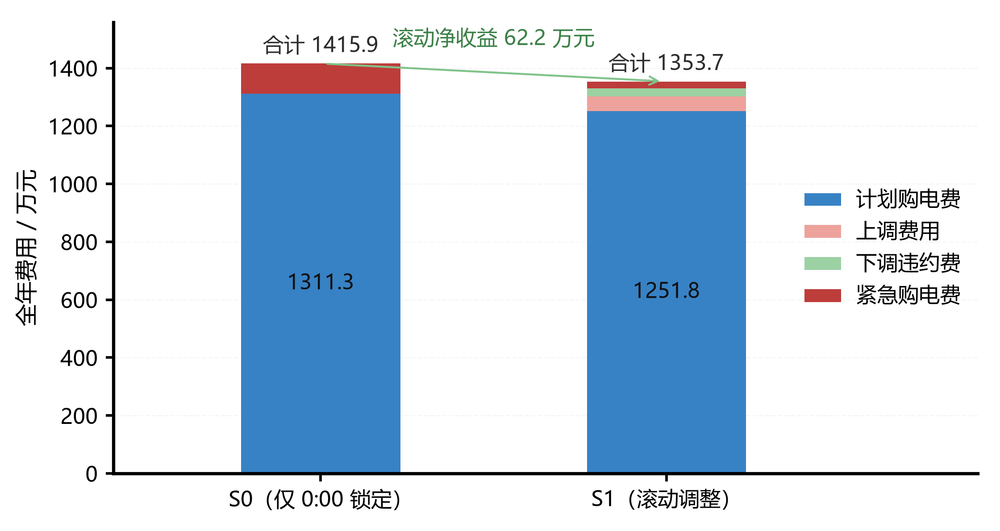 滚动净收益 62.2 万元
合计 1415.9
合计 1353.7
全年费用 / 万元
1400
1200
1000
800
600
400
200
0
1311.3
1251.8
计划购电费
上调费用
下调违约费
紧急购电费
S0（仅 0:00 锁定）
S1（滚动调整）